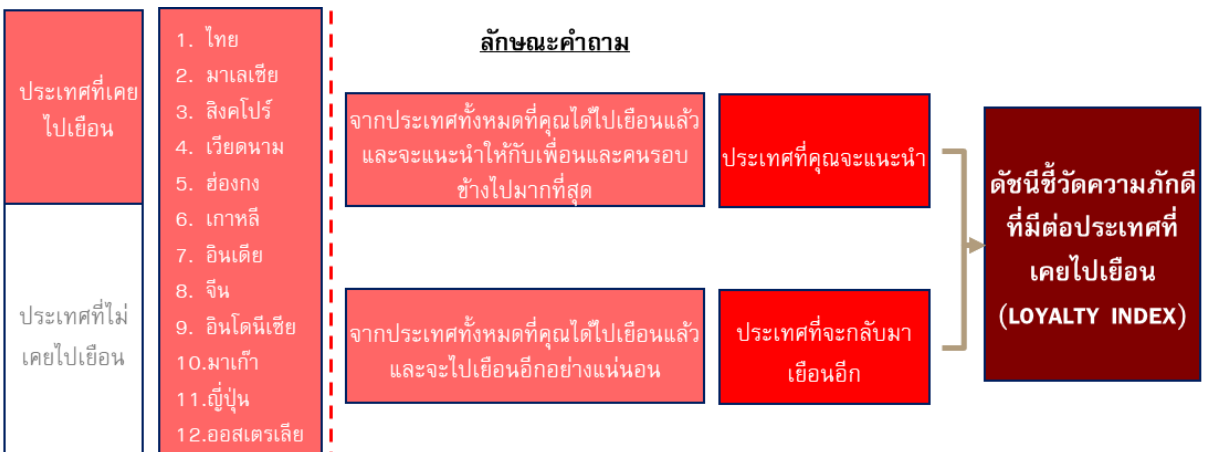 ประเทศที่เคย
ไปเยือน
ประเทศที่ไม่
เคยไปเยือน
1. ไทย
2. มาเลเซีย
3. สิงคโปร์
4. เวียดนาม
5. ฮ่องกง
6. เกาหลี
7. อินเดีย
8. จีน
9. อินโดนีเซีย
10.มาเก๊า
11.ญี่ปุ่น
12.ออสเตรเลีย
ลักษณะคำถาม
จากประเทศทั้งหมดที่คุณได้ไปเยือนแล้ว
และจะแนะนำให้กับเพื่อนและคนรอบ
ข้างไปมากที่สุด
ประเทศที่คุณจะแนะนำ
จากประเทศทั้งหมดที่คุณได้ไปเยือนแล้ว
และจะไปเยือนอีกอย่างแน่นอน
ประเทศที่จะกลับมา
เยือนอีก
ดัชนีชี้วัดความภักดี
ที่มีต่อประเทศที่
เคยไปเยือน
(LOYALTY INDEX)